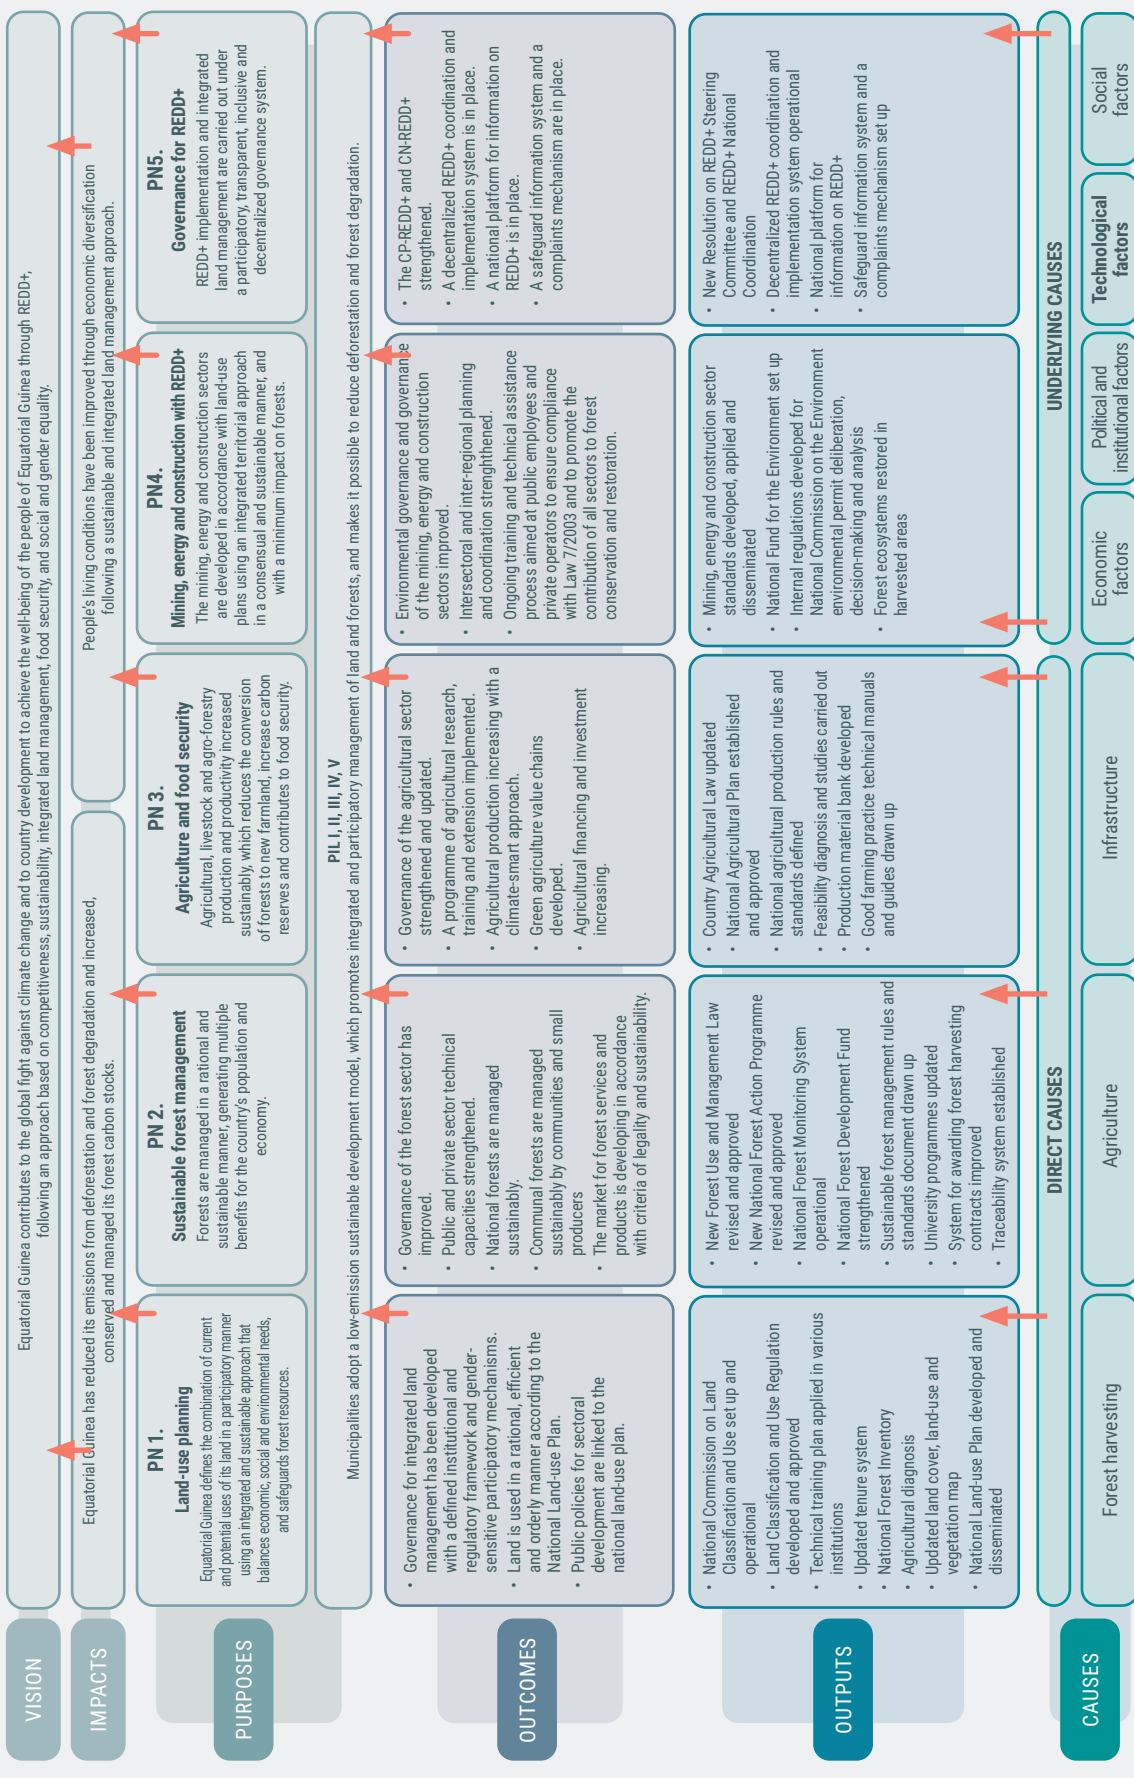 VISION
Equatorial Guinea contributes to the global fight against climate change and to country development to achieve the well-being of the people of Equatorial Guinea through REDD+,
following an approach based on competitiveness, sustainability, integrated land management, food security, and social and gender equality.
IMPACTS
Equatorial Guinea has reduced its emissions from deforestation and forest degradation and increased,
conserved and managed its forest carbon stocks.
People's living conditions have been improved through economic diversification
following a sustainable and integrated land management approach.
PURPOSES
PN 1.
Land-use planning
Equatorial Guinea defines the combination of current
and potential uses of its land in a participatory manner
using an integrated and sustainable approach that
balances economic, social and environmental needs,
and safeguards forest resources.
PN 2.
Sustainable forest management
Forests are managed in a rational and
sustainable manner, generating multiple
benefits for the country's population and
economy.
PN 3.
Agriculture and food security
Agricultural, livestock and agro-forestry
production and productivity increased
sustainably, which reduces the conversion
of forests to new farmland, increase carbon
reserves and contributes to food security.
PN4.
Mining, energy and construction with REDD+
The mining, energy and construction sectors
are developed in accordance with land-use
plans using an integrated territorial approach
in a consensual and sustainable manner, and
with a minimum impact on forests.
PN5.
Governance for REDD+
REDD+ implementation and integrated
land management are carried out under
a participatory, transparent, inclusive and
decentralized governance system.
PIL I, II, III, IV, V
Municipalities adopt a low-emission sustainable development model, which promotes integrated and participatory management of land and forests, and makes it possible to reduce deforestation and forest degradation.
OUTCOMES
• Governance for integrated land
management has been developed
with a defined institutional and
regulatory framework and gender-
sensitive participatory mechanisms.
• Land is used in a rational, efficient
and orderly manner according to the
National Land-use Plan.
• Public policies for sectoral
development are linked to the
national land-use plan.
• Governance of the forest sector has
improved.
• Public and private sector technical
capacities strengthened.
• National forests are managed
sustainably.
• Communal forests are managed
sustainably by communities and small
producers
• The market for forest services and
products is developing in accordance
with criteria of legality and sustainability.
• Governance of the agricultural sector
strengthened and updated.
• A programme of agricultural research,
training and extension implemented.
• Agricultural production increasing with a
climate-smart approach.
• Green agriculture value chains
developed.
• Agricultural financing and investment
increasing.
• Environmental governance and governance
of the mining, energy and construction
sectors improved.
• Intersectoral and inter-regional planning
and coordination strenghthened.
• Ongoing training and technical assistance
process aimed at public employees and
private operators to ensure compliance
with Law 7/2003 and to promote the
contribution of all sectors to forest
conservation and restoration.
• The CP-REDD+ and CN-REDD+
strengthened.
• A decentralized REDD+ coordination and
implementation system is in place.
• A national platform for information on
REDD+ is in place.
• A safeguard information system and a
complaints mechanism are in place.
OUTPUTS
• National Commission on Land
Classification and Use set up and
operational
• Land Classification and Use Regulation
developed and approved
• Technical training plan applied in various
institutions
• Updated tenure system
• National Forest Inventory
• Agricultural diagnosis
• Updated land cover, land-use and
vegetation map
• National Land-use Plan developed and
disseminated
• New Forest Use and Management Law
revised and approved
• New National Forest Action Programme
revised and approved
• National Forest Monitoring System
operational
• National Forest Development Fund
strengthened
• Sustainable forest management rules and
standards document drawn up
• University programmes updated
• System for awarding forest harvesting
contracts improved
• Traceability system established
• Country Agricultural Law updated
• National Agricultural Plan established
and approved
• National agricultural production rules and
standards defined
• Feasibility diagnosis and studies carried out
• Production material bank developed
• Good farming practice technical manuals
and guides drawn up
• Mining, energy and construction sector
standards developed, applied and
disseminated
• National Fund for the Environment set up
• Internal regulations developed for
National Commission on the Environment
environmental permit deliberation,
decision-making and analysis
• Forest ecosystems restored in
harvested areas
• New Resolution on REDD+ Steering
Committee and REDD+ National
Coordination
• Decentralized REDD+ coordination and
implementation system operational
• National platform for
information on REDD+
• Safeguard information system and a
complaints mechanism set up
CAUSES
DIRECT CAUSES
UNDERLYING CAUSES
Forest harvesting
Agriculture
Infrastructure
Economic
factors
Political and
institutional factors
Technological
factors
Social
factors